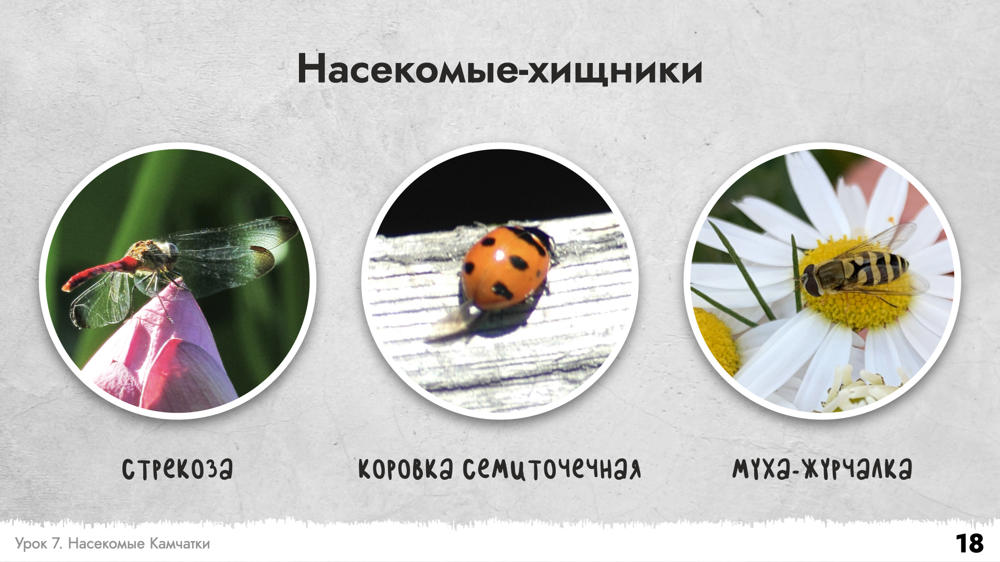 Насекомые-хищники
стрекоза
коровка семиточечная
муха-журчалка
Урок 7. Насекомые Камчатки
18